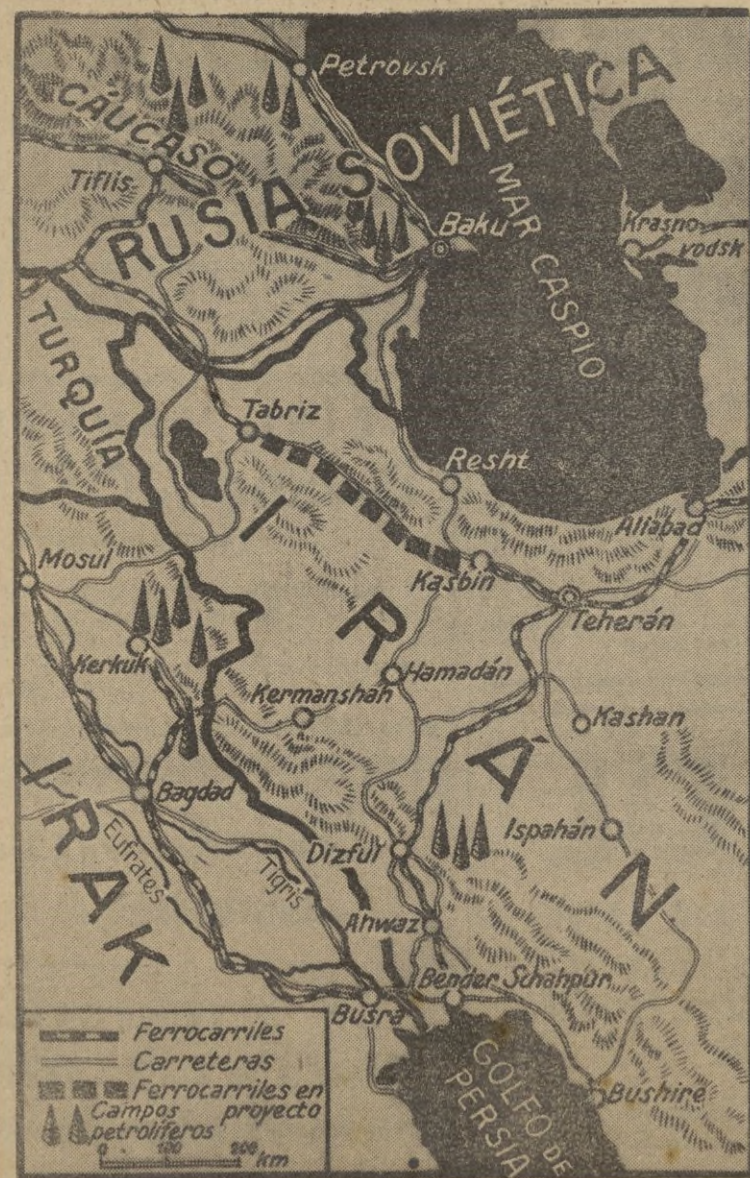 Petrovsk
CÁUCASO
RUSIA SOVIÉTICA
Tiflis
Baku
MAR CASPIO
Krasno-
vodsk
TURQUÍA
Tabriz
Resht
Aliabad
IRÁN
Mosul
Kasbin
Teherán
Kerkuk
Hamadán
Kermanshah
Kashan
IRAK
Bagdad
Eufrates
Tigris
Dizful
Ispahán
Ahwaz
Bender Schahpur
Busra
GOLFO DE
PERSIA
Bushire
Ferrocarriles
Carreteras
Ferrocarriles en
proyecto
Campos
petrolíferos
0 100 200
km